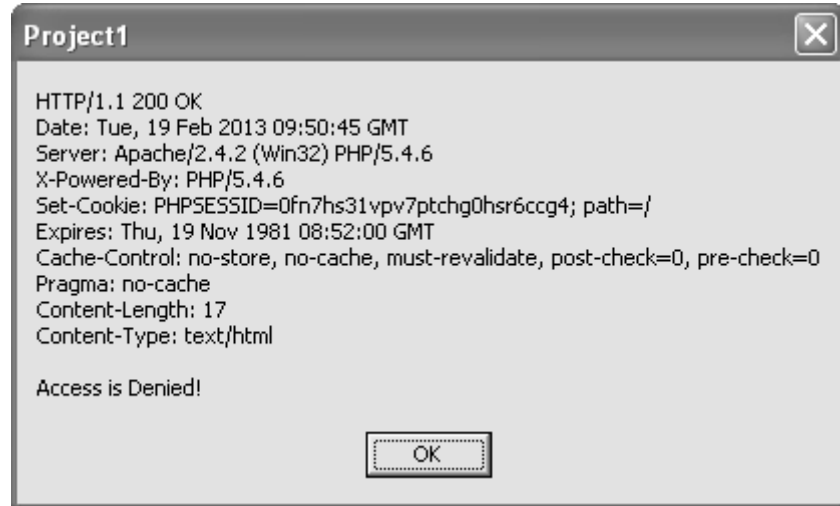 Project1
HTTP/1.1 200 OK
Date: Tue, 19 Feb 2013 09:50:45 GMT
Server: Apache/2.4.2 (Win32) PHP/5.4.6
X-Powered-By: PHP/5.4.6
Set-Cookie: PHPSESSID=0fn7hs31vpv7ptchg0hsr6ccg4; path=/
Expires: Thu, 19 Nov 1981 08:52:00 GMT
Cache-Control: no-store, no-cache, must-revalidate, post-check=0, pre-check=0
Pragma: no-cache
Content-Length: 17
Content-Type: text/html
Access is Denied!
OK